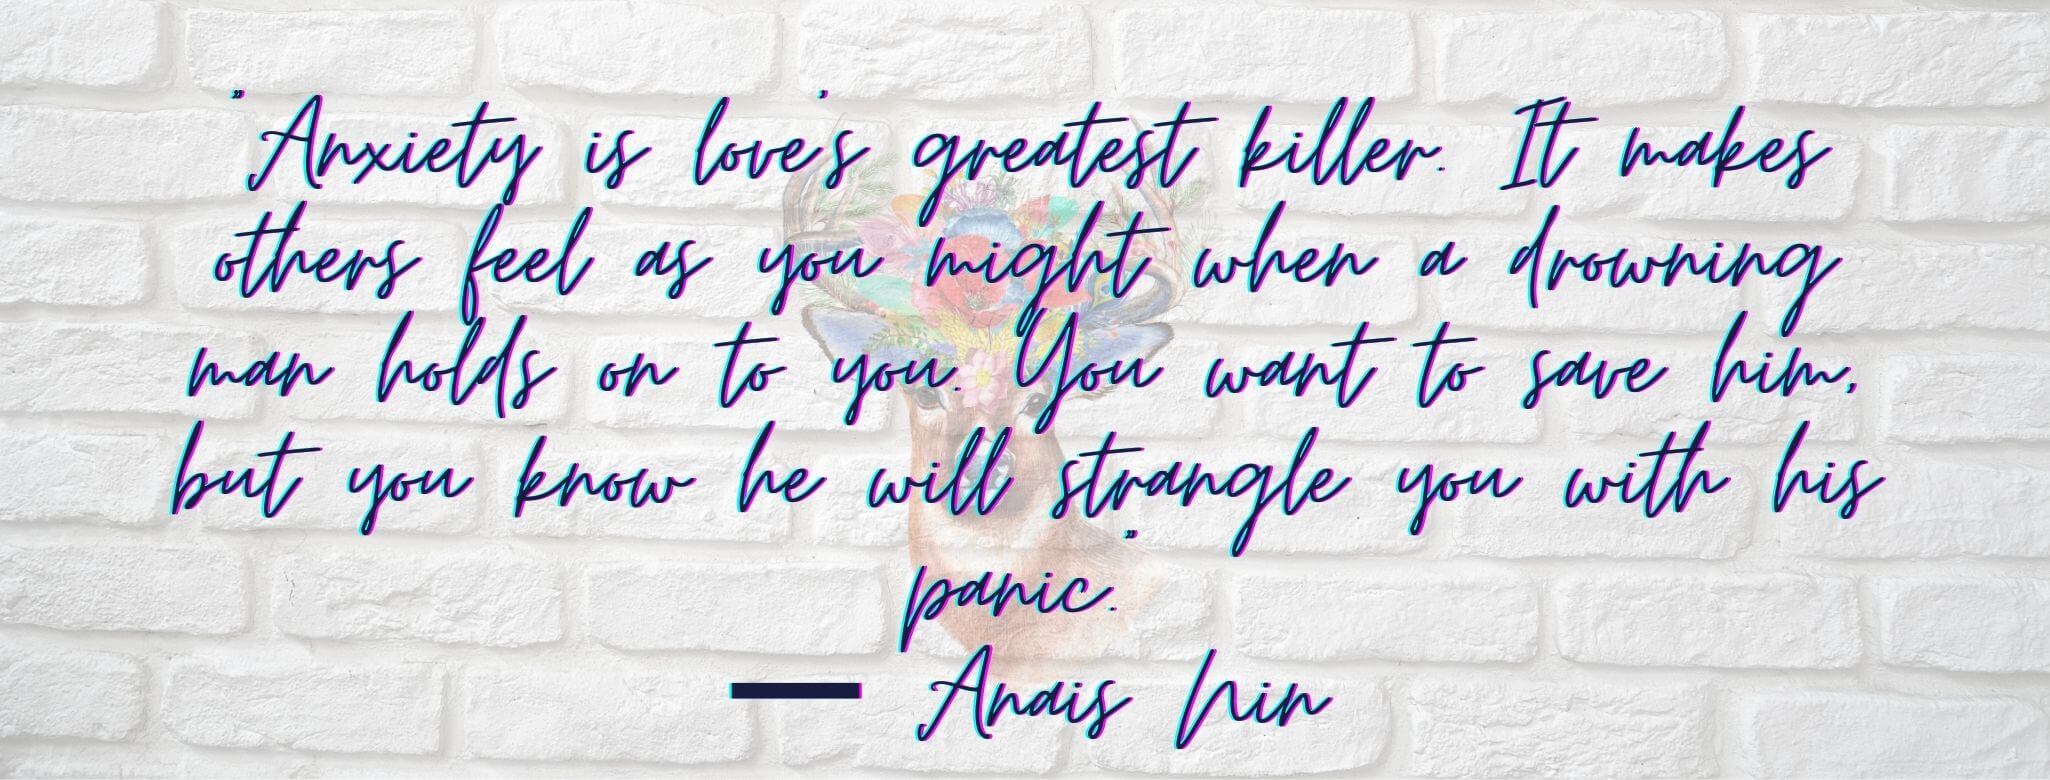 "Anxiety is love's greatest killer. It makes
others feel as you might when a drowning
man holds on to you. You want to save him,
but you know he will strangle you with his
panic."
— Anais Nin